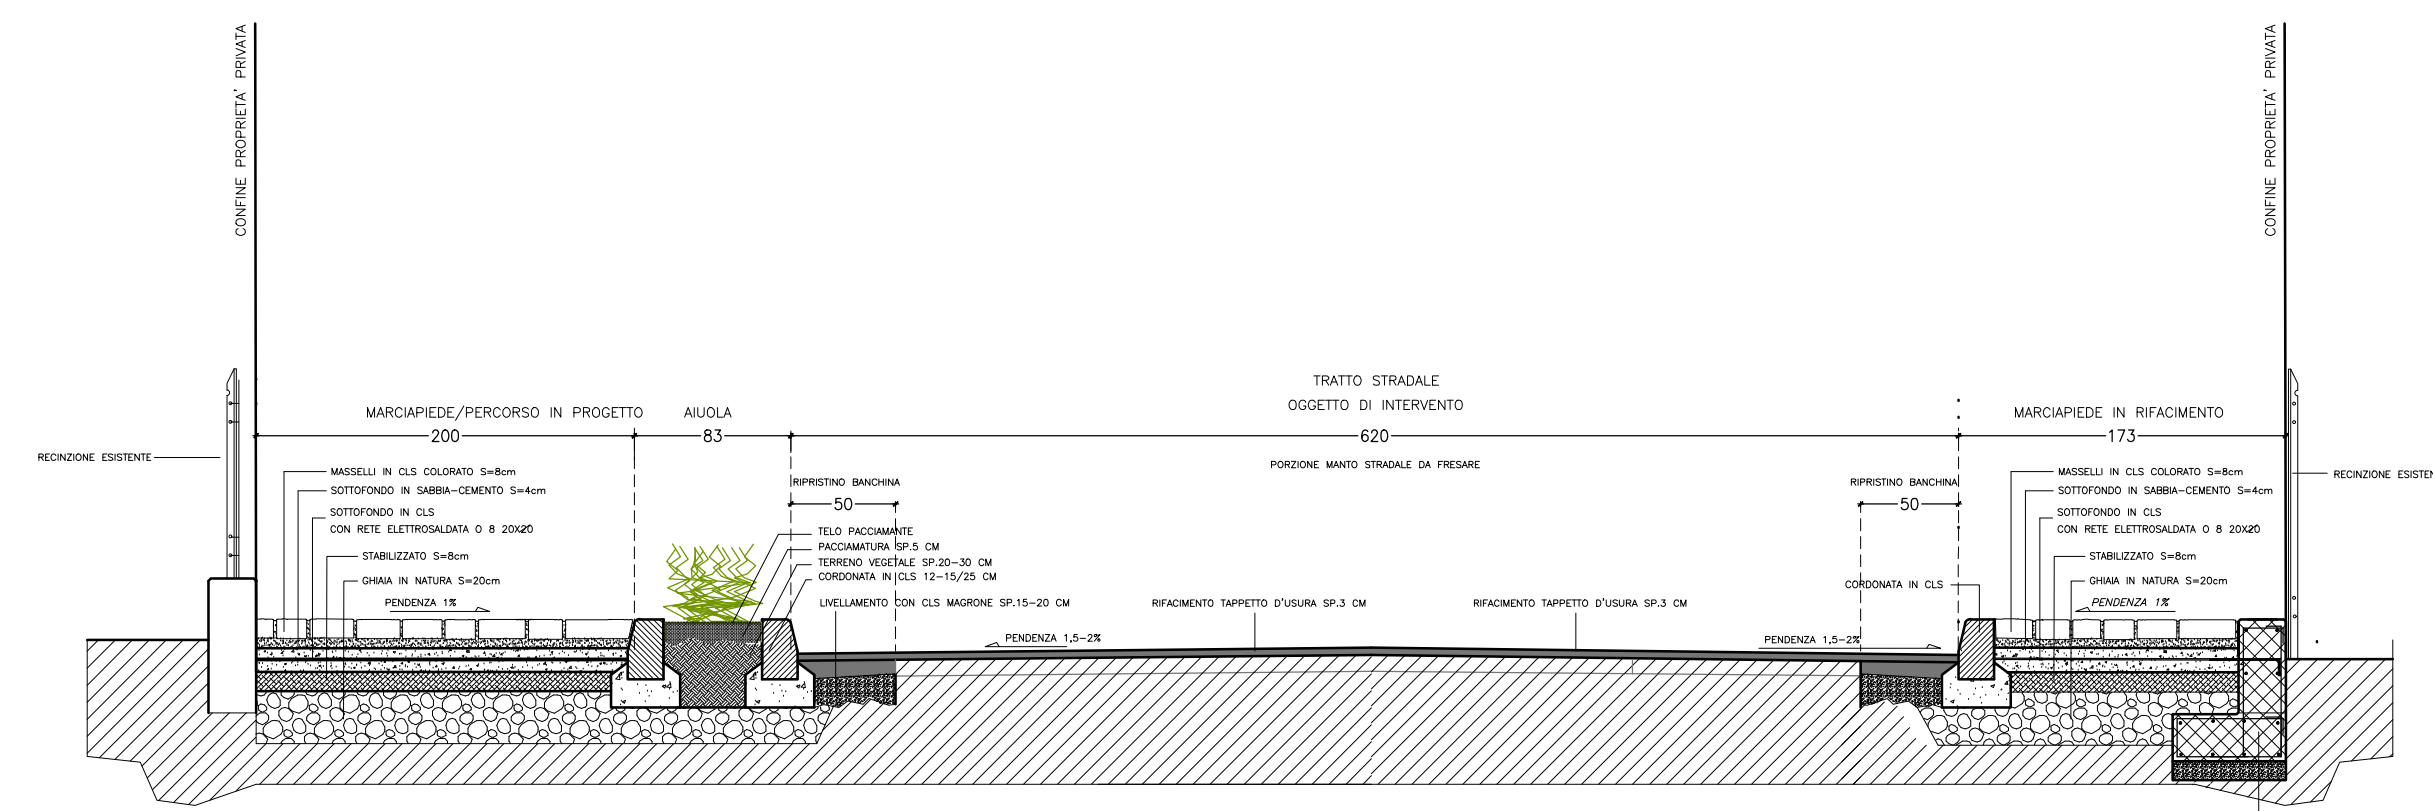 CONFINE PROPRIETA' PRIVATA
CONFINE PROPRIETA' PRIVATA
TRATTO STRADALE
OGGETTO DI INTERVENTO
MARCIAPIEDE/PERCORSO IN PROGETTO
AIUOLA
MARCIAPIEDE IN RIFACIMENTO
200
83
620
173
RECINZIONE ESISTENTE
PORZIONE MANTO STRADALE DA FRESARE
MASSELLI IN CLS COLORATO S=8cm
SOTTOFONDO IN SABBIA-CEMENTO S=4cm
SOTTOFONDO IN CLS
CON RETE ELETTROSALDATA O 8 20X20
STABILIZZATO S=8cm
GHIAIA IN NATURA S=20cm
PENDENZA 1%
RIPRISTINO BANCHINA
50
TELO PACCIAMANTE
PACCIAMATURA SP.5 CM
TERRENO VEGETALE SP.20-30 CM
CORDONATA IN CLS 12-15/25 CM
LIVELLAMENTO CON CLS MAGRONE SP.15-20 CM
RIFACIMENTO TAPPETO D'USURA SP.3 CM
RIFACIMENTO TAPPETO D'USURA SP.3 CM
PENDENZA 1,5-2%
PENDENZA 1,5-2%
RIPRISTINO BANCHINA
50
CORDONATA IN CLS
MASSELLI IN CLS COLORATO S=8cm
SOTTOFONDO IN SABBIA-CEMENTO S=4cm
SOTTOFONDO IN CLS
CON RETE ELETTROSALDATA O 8 20X20
STABILIZZATO S=8cm
GHIAIA IN NATURA S=20cm
PENDENZA 1%
RECINZIONE ESISTEN